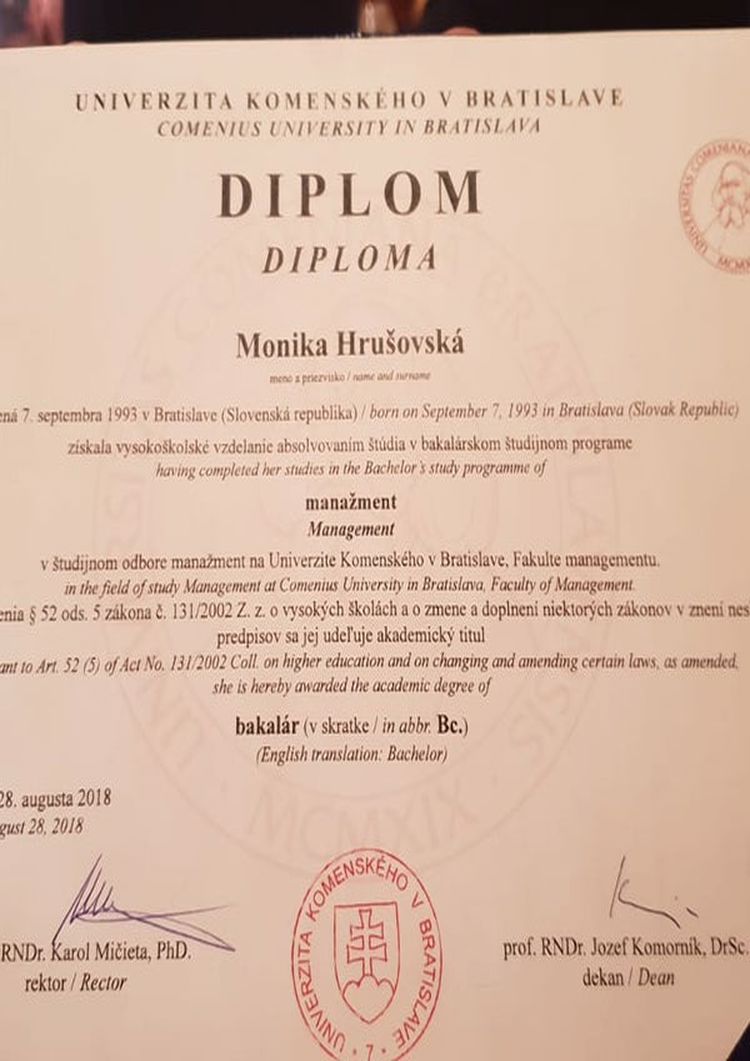 UNIVERZITA KOMENSKÉHO V BRATISLAVE
COMENIUS UNIVERSITY IN BRATISLAVA
DIPLOM
DIPLOMA
Monika Hrušovská
meno a priezvisko / name and surname
ená 7. septembra 1993 v Bratislave (Slovenská republika) / born on September 7, 1993 in Bratislava (Slovak Republic)
získala vysokoškolské vzdelanie absolvovaním štúdia v bakalárskom študijnom programe
having completed her studies in the Bachelor's study programme of
manažment
Management
v študijnom odbore manažment na Univerzite Komenského v Bratislave, Fakulte managementu.
in the field of study Management at Comenius University in Bratislava, Faculty of Management.
enia § 52 ods. 5 zákona č. 131/2002 Z. z. o vysokých školách a o zmene a doplnení niektorých zákonov v znení nes
predpisov sa jej udeľuje akademický titul
ant to Art. 52 (5) of Act No. 131/2002 Coll. on higher education and on changing and amending certain laws, as amended,
she is hereby awarded the academic degree of
bakalár (v skratke / in abbr. Bc.)
(English translation: Bachelor)
28. augusta 2018
gust 28, 2018
RNDr. Karol Mičieta, PhD.
rektor / Rector
UNIVERZITA KOMENSKÉHO V BRATISLAVE
7
prof. RNDr. Jozef Komorník, DrSc.
dekan / Dean